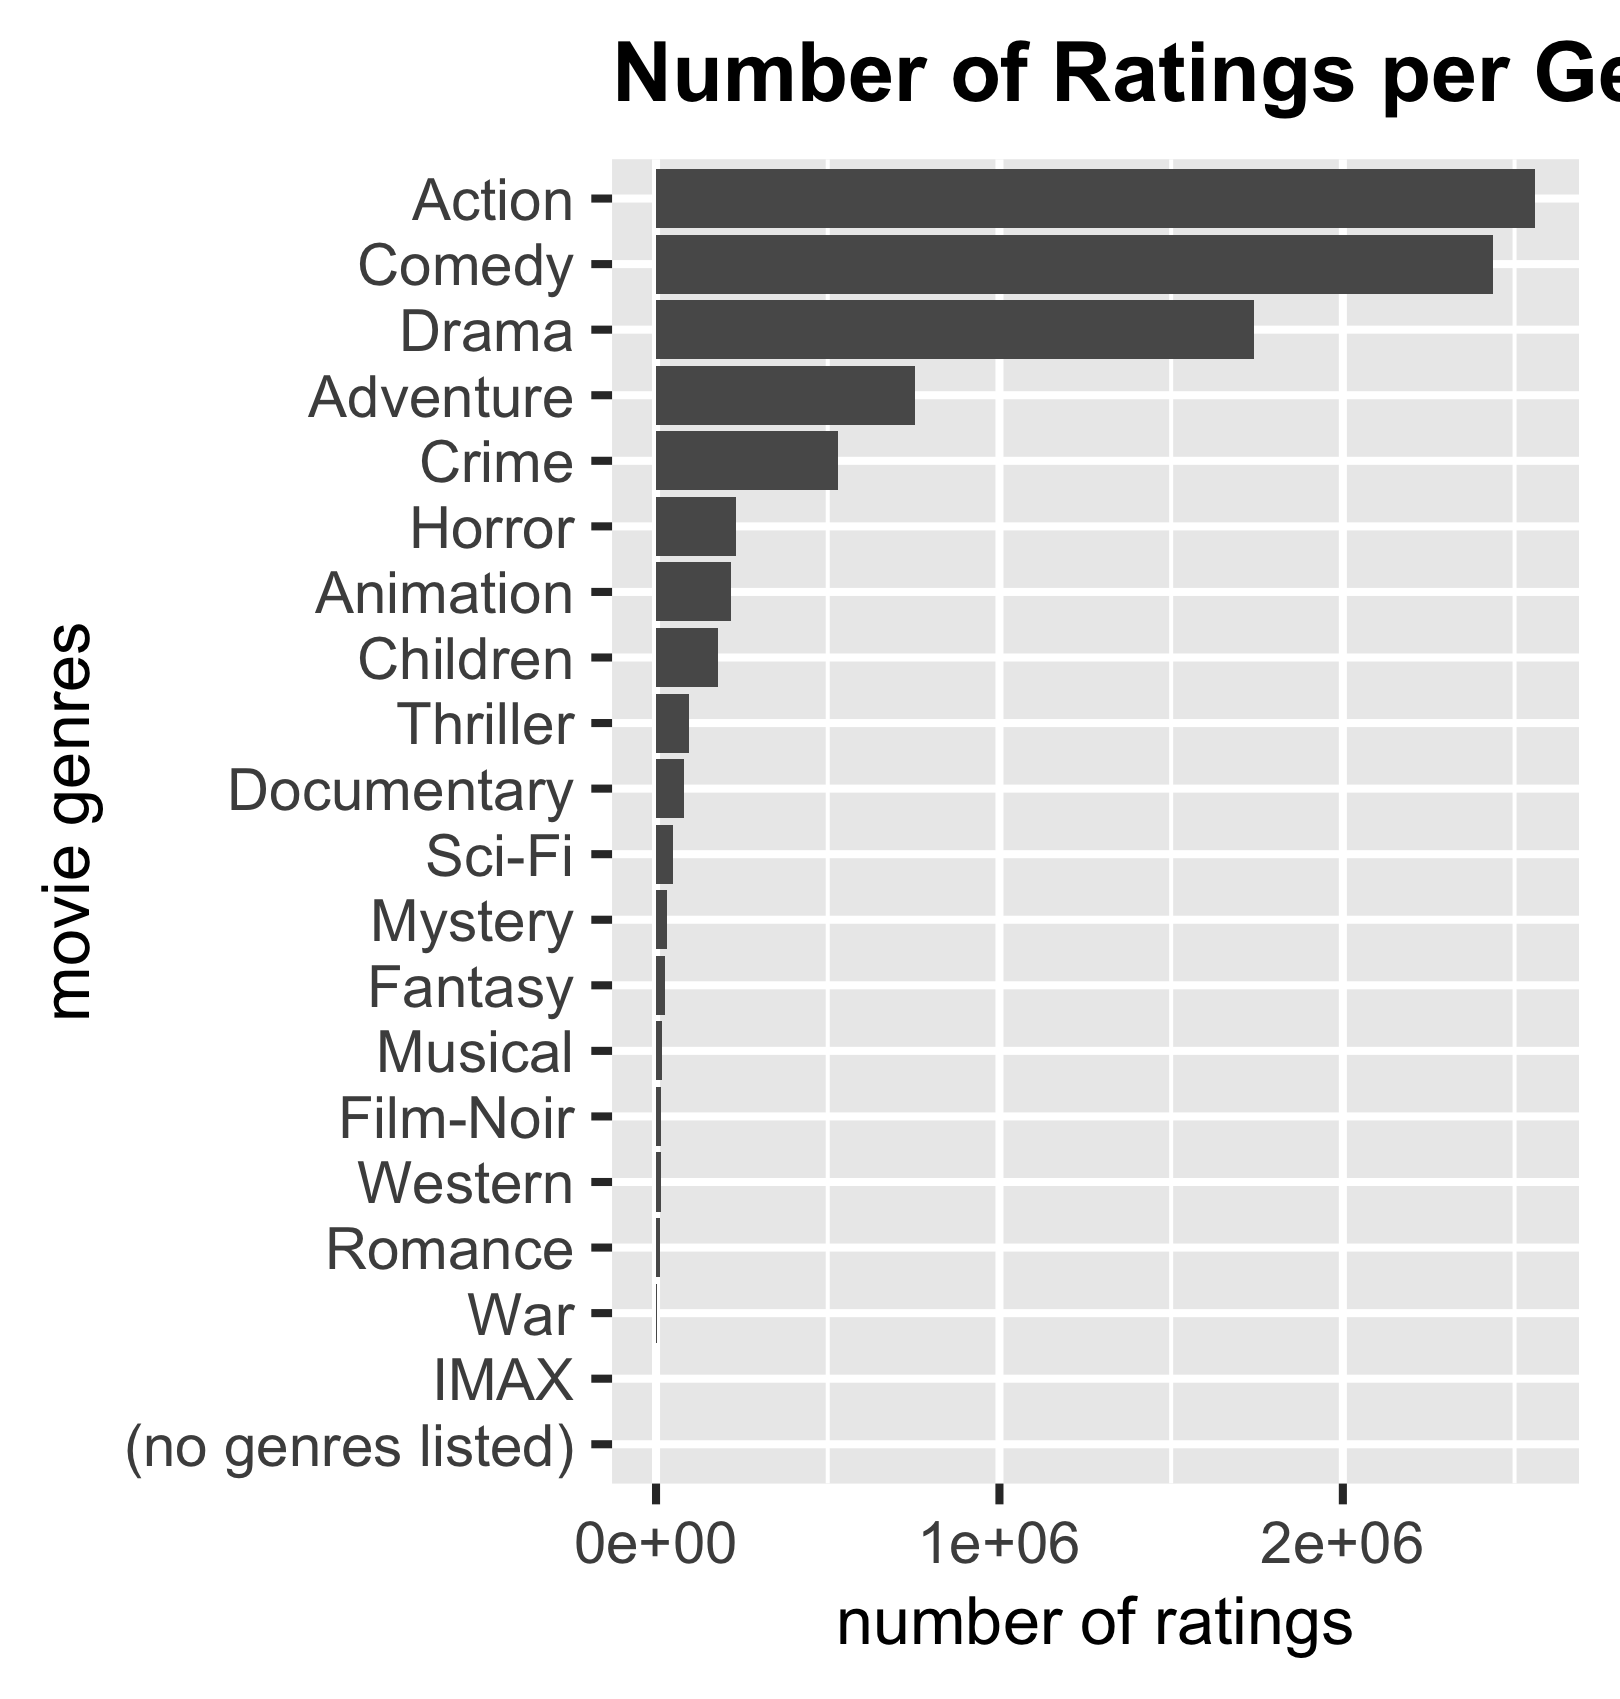 Number of Ratings per Ge
Action
Comedy
Drama
Adventure
Crime
Horror
Animation
Children
Thriller
Documentary
Sci-Fi
Mystery
Fantasy
Musical
Film-Noir
Western
Romance
War
IMAX
(no genres listed)
movie genres
0e+00 1e+06 2e+06
number of ratings